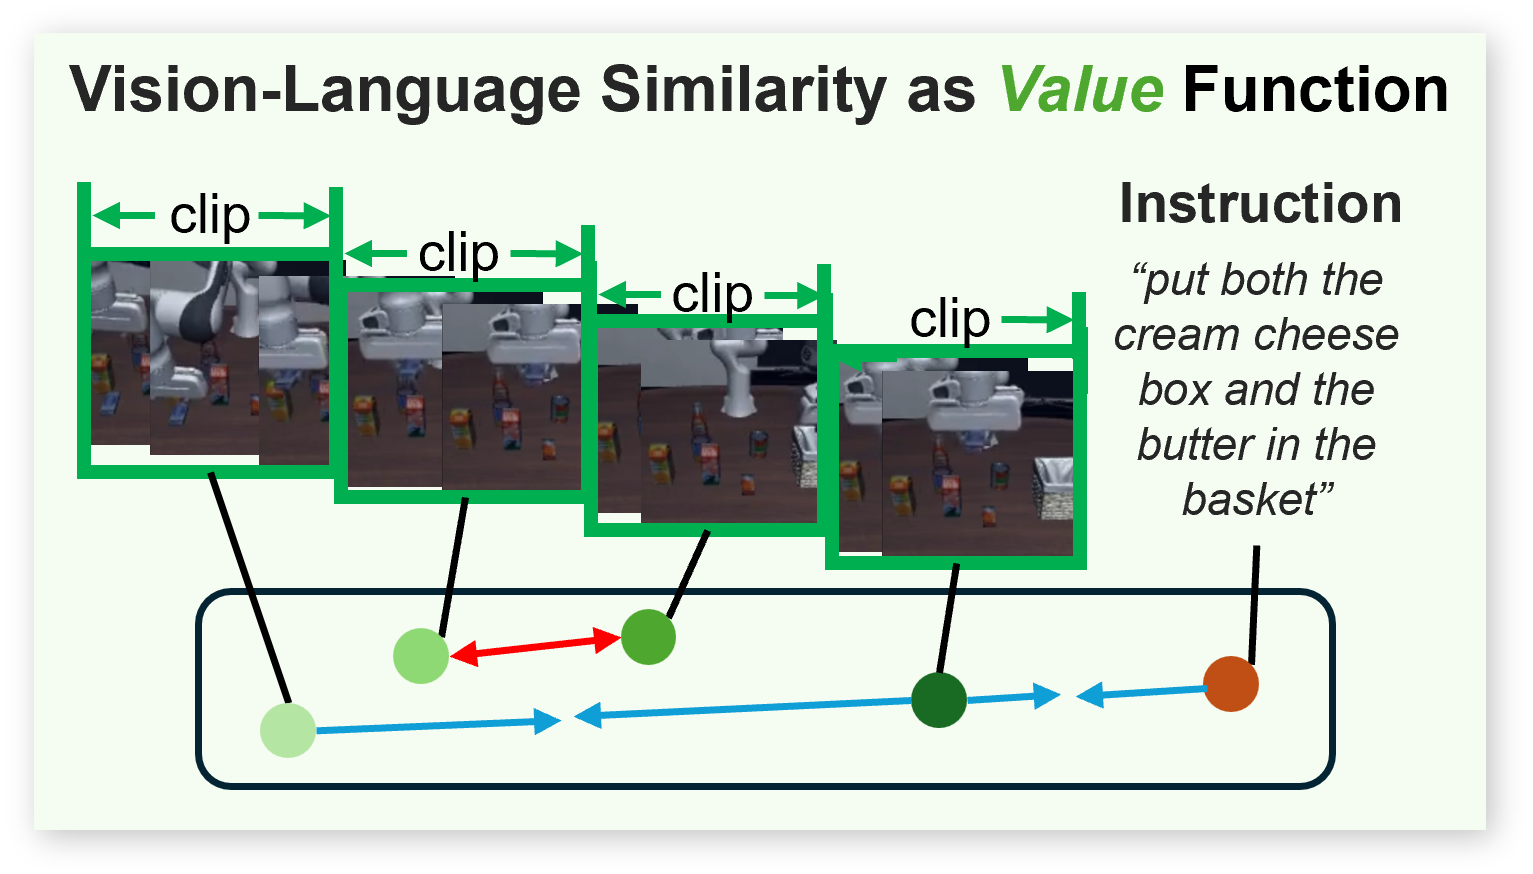 Vision-Language Similarity as Value Function
clip
clip
clip
clip
Instruction
“put both the
cream cheese
box and the
butter in the
basket”